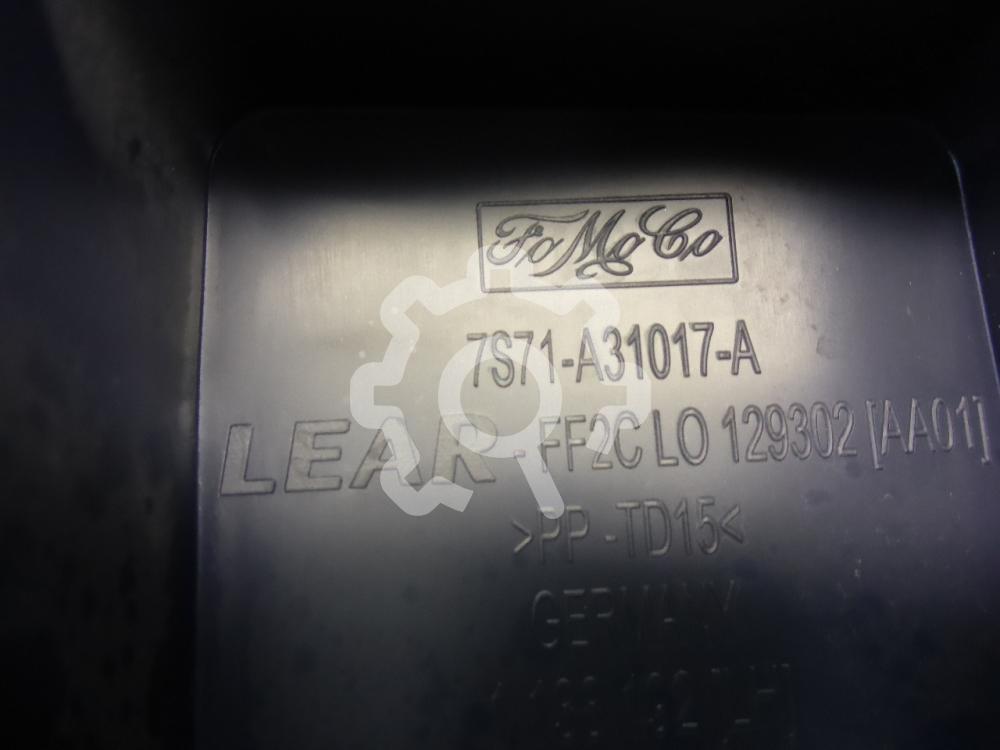 FoMoCo
7S71-A31017-A
LEAR - FF2C LO 129302 [AA01]
>PP-TD15<
GERMANY